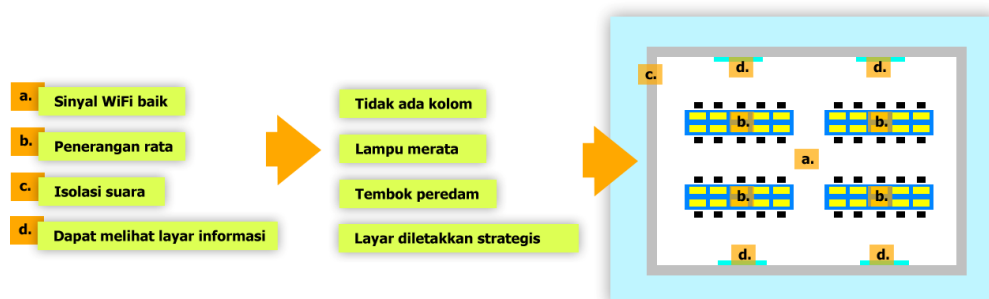 a. Sinyal WiFi baik
b. Penerangan rata
c. Isolasi suara
d. Dapat melihat layar informasi
Tidak ada kolom
Lampu merata
Tembok peredam
Layar diletakkan strategis
d. d.
c.
b. b.
a.
b. b.
d. d.